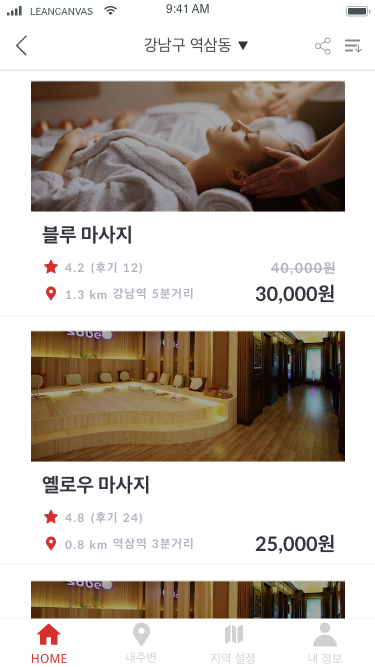 LEANCANVAS
9:41 AM
강남구 역삼동 ▼
블루 마사지
4.2 (후기 12)
40,000원
1.3 km 강남역 5분거리
30,000원
옐로우 마사지
4.8 (후기 24)
0.8 km 역삼역 3분거리
25,000원
HOME
내주변
지역 설정
내 정보